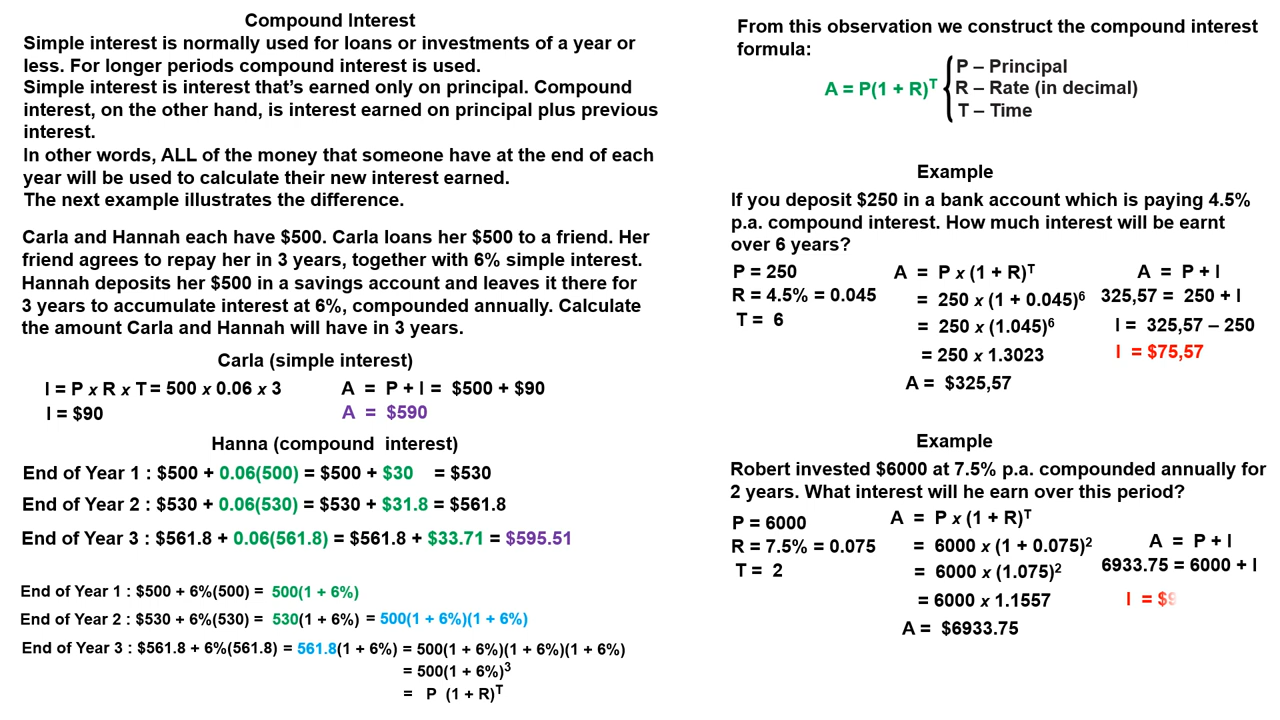 Compound Interest
Simple interest is normally used for loans or investments of a year or
less. For longer periods compound interest is used.
Simple interest is interest that's earned only on principal. Compound
interest, on the other hand, is interest earned on principal plus previous
interest.
In other words, ALL of the money that someone have at the end of each
year will be used to calculate their new interest earned.
The next example illustrates the difference.
Carla and Hannah each have $500. Carla loans her $500 to a friend. Her
friend agrees to repay her in 3 years, together with 6% simple interest.
Hannah deposits her $500 in a savings account and leaves it there for
3 years to accumulate interest at 6%, compounded annually. Calculate
the amount Carla and Hannah will have in 3 years.
Carla (simple interest)
I = P x R x T = 500 x 0.06 x 3 A = P + I = $500 + $90
I = $90 A = $590
Hanna (compound interest)
End of Year 1 : $500 + 0.06(500) = $500 + $30 = $530
End of Year 2 : $530 + 0.06(530) = $530 + $31.8 = $561.8
End of Year 3 : $561.8 + 0.06(561.8) = $561.8 + $33.71 = $595.51
End of Year 1 : $500 + 6%(500) = 500(1 + 6%)
End of Year 2 : $530 + 6%(530) = 530(1 + 6%) = 500(1 + 6%)(1 + 6%)
End of Year 3 : $561.8 + 6%(561.8) = 561.8(1 + 6%) = 500(1 + 6%)(1 + 6%)(1 + 6%)
= 500(1 + 6%)³
= P (1 + R)ᵀ
From this observation we construct the compound interest
formula:
P – Principal
A = P(1 + R)ᵀ { R – Rate (in decimal)
T – Time
Example
If you deposit $250 in a bank account which is paying 4.5%
p.a. compound interest. How much interest will be earnt
over 6 years?
P = 250 A = P x (1 + R)ᵀ A = P + I
R = 4.5% = 0.045 = 250 x (1 + 0.045)⁶ 325,57 = 250 + I
T = 6 = 250 x (1.045)⁶ I = 325,57 – 250
= 250 x 1.3023 I = $75,57
A = $325,57
Example
Robert invested $6000 at 7.5% p.a. compounded annually for
2 years. What interest will he earn over this period?
P = 6000 A = P x (1 + R)ᵀ
R = 7.5% = 0.075 = 6000 x (1 + 0.075)² A = P + I
T = 2 = 6000 x (1.075)² 6933.75 = 6000 + I
= 6000 x 1.1557 I = $9
A = $6933.75